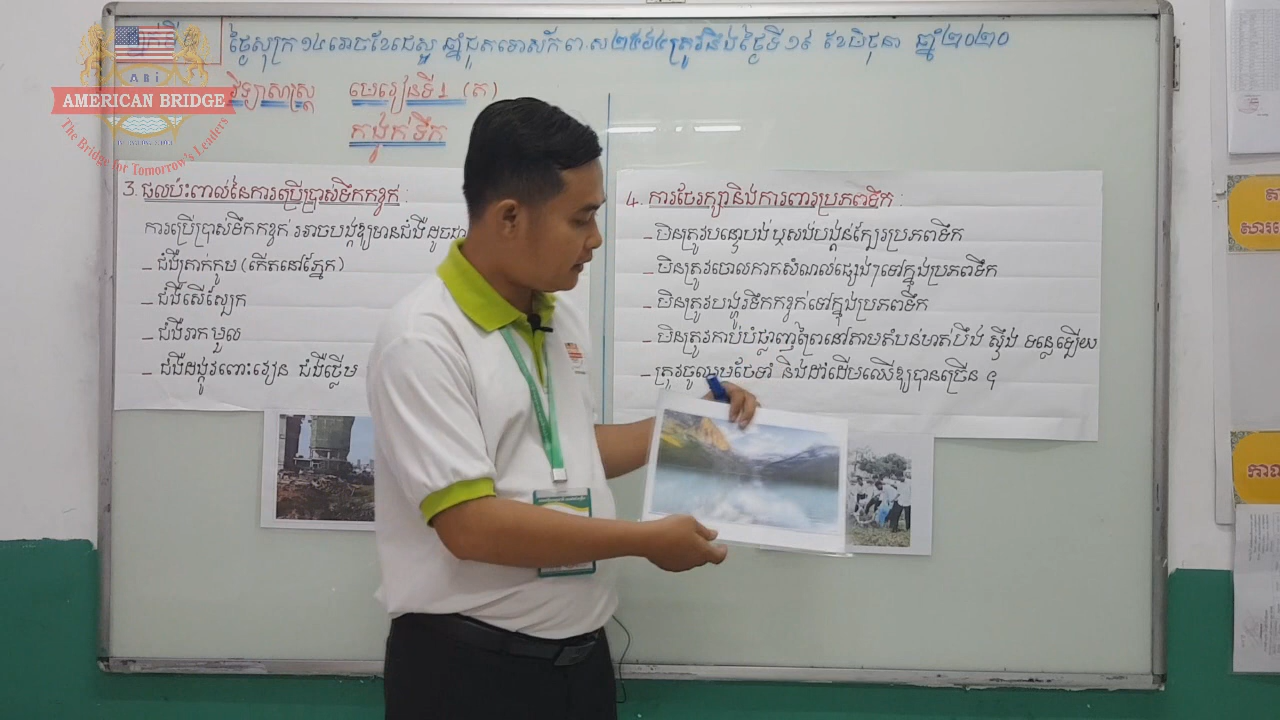 ថ្ងៃសុក្រ ១៤រោច ខែជេស្ឋ ឆ្នាំជូតទោស័ក ព.ស ២៥៦៤ ត្រូវនឹងថ្ងៃទី១៩ ខែមិថុនា ឆ្នាំ២០២០
វិទ្យាសាស្ត្រ មេរៀនទី1 (ត)
កង្វក់ទឹក
3. ផលប៉ះពាល់នៃការប្រើប្រាស់ទឹកកខ្វក់ :
ការប្រើប្រាស់ទឹកកខ្វក់ អាចបង្កឱ្យមានជំងឺ ដូចជា
_ ជំងឺត្រាក់កូម (កើតនៅភ្នែក)
_ ជំងឺសើស្បែក
_ ជំងឺរាកមួល
_ ជំងឺដង្កូវពោះវៀន ជំងឺថ្លើម
4. ការថែរក្សានិងការពារប្រភពទឹក :
_ មិនត្រូវបន្ទោបង់ ឬសង់បង្គន់ក្បែរប្រភពទឹក
_ មិនត្រូវចោលកាកសំណល់ផ្សេងៗទៅក្នុងប្រភពទឹក
_ មិនត្រូវបង្ហូរទឹកកខ្វក់ទៅក្នុងប្រភពទឹក
_ មិនត្រូវកាប់បំផ្លាញព្រៃនៅតាមតំបន់មាត់បឹង ស្ទឹង ទន្លេឡើយ
_ ត្រូវចូលរួមថែទាំ និងដាំដើមឈើឱ្យបានច្រើន ៤
ABi
AMERICAN BRIDGE
The Bridge for Tomorrow's Leaders